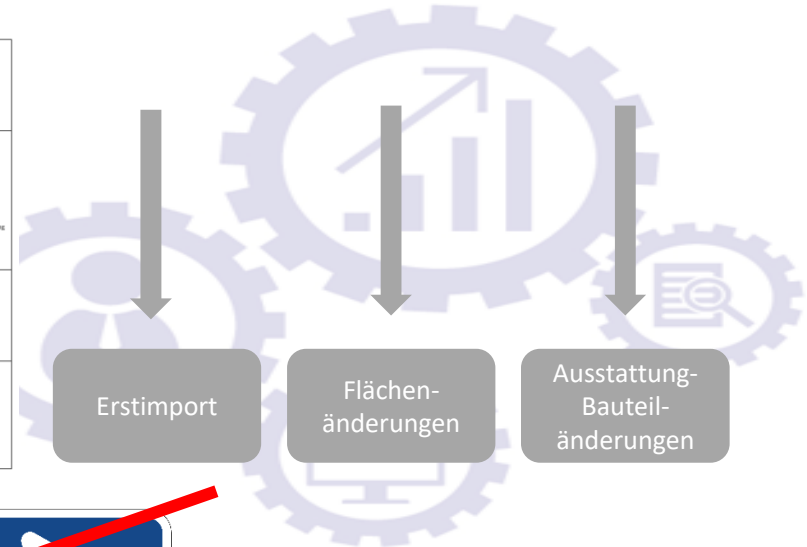 Erstimport
Flächen-
änderungen
Ausstattung-
Bauteil-
änderungen